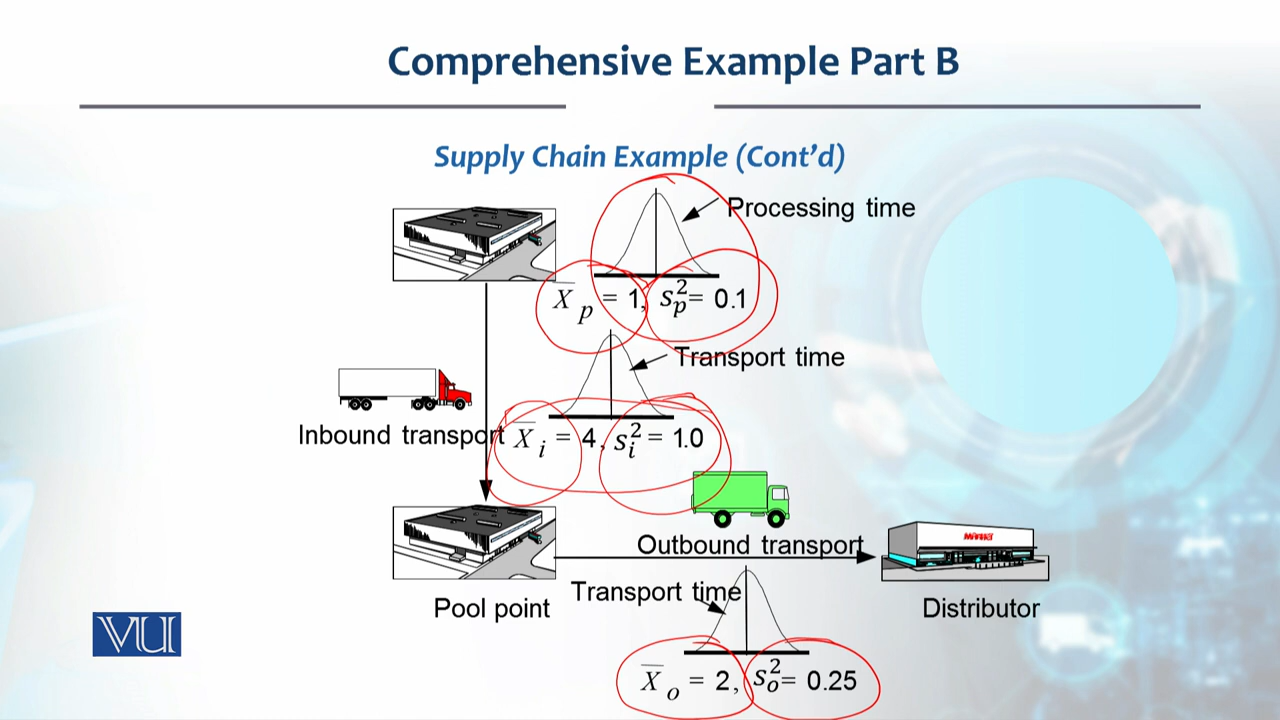 Comprehensive Example Part B
Supply Chain Example (Cont’d)
Processing time
X̅ₚ = 1, sₚ² = 0.1
Transport time
Inbound transport
X̅ᵢ = 4, sᵢ² = 1.0
Outbound transport
Transport time
Pool point
Distributor
X̅ₒ = 2, sₒ² = 0.25
VU